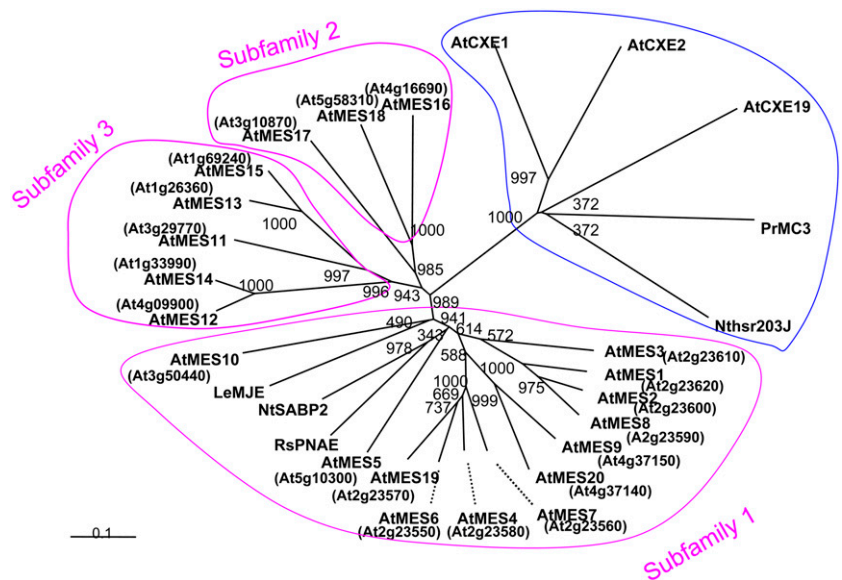 Subfamily 2
AtCXE1
AtCXE2
(At4g16690)
AtMES16
(At5g58310)
AtMES18
(At3g10870)
AtMES17
AtCXE19
Subfamily 3
(At1g69240)
AtMES15
(At1g26360)
AtMES13
(At3g29770)
AtMES11
(At1g33990)
AtMES14
(At4g09900)
AtMES12
997
372
1000
372
PrMC3
Nthsr203J
1000
1000
985
997
1000
996
943
989
941
490
343
614
572
978
588
1000
975
1000
669
999
737
AtMES10
(At3g50440)
LeMJE
NtSABP2
RsPNAE
AtMES5
(At5g10300)
AtMES19
(At2g23570)
AtMES3
(At2g23610)
AtMES1
(At2g23620)
AtMES2
(At2g23600)
AtMES8
(A2g23590)
AtMES9
(At4g37150)
AtMES20
(At4g37140)
AtMES6
(At2g23550)
AtMES4
(At2g23580)
AtMES7
(At2g23560)
Subfamily 1
0.1